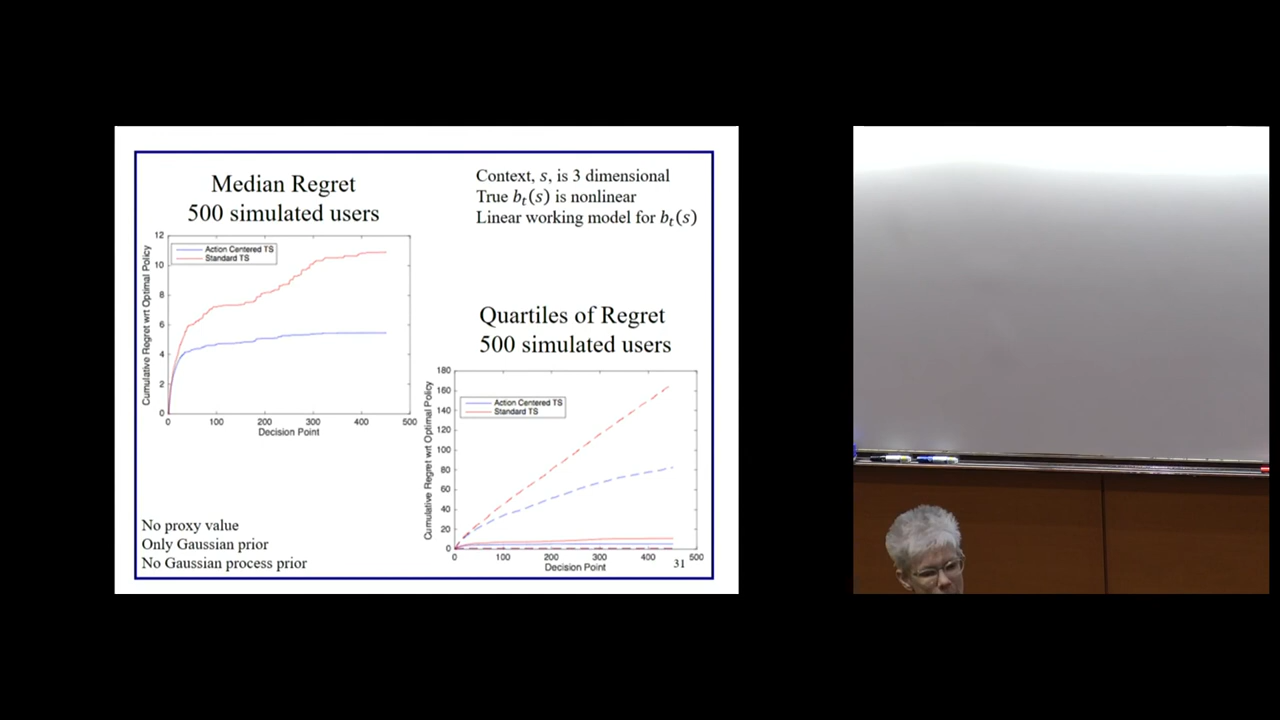 Median Regret
500 simulated users
12
10
8
6
4
2
0
Cumulative Regret wrt Optimal Policy
Action Centered TS
Standard TS
0 100 200 300 400 500
Decision Point
Context, s, is 3 dimensional
True bₜ(s) is nonlinear
Linear working model for bₜ(s)
Quartiles of Regret
500 simulated users
180
160
140
120
100
80
60
40
20
0
Cumulative Regret wrt Optimal Policy
Action Centered TS
Standard TS
0 100 200 300 400 500
Decision Point
No proxy value
Only Gaussian prior
No Gaussian process prior
31